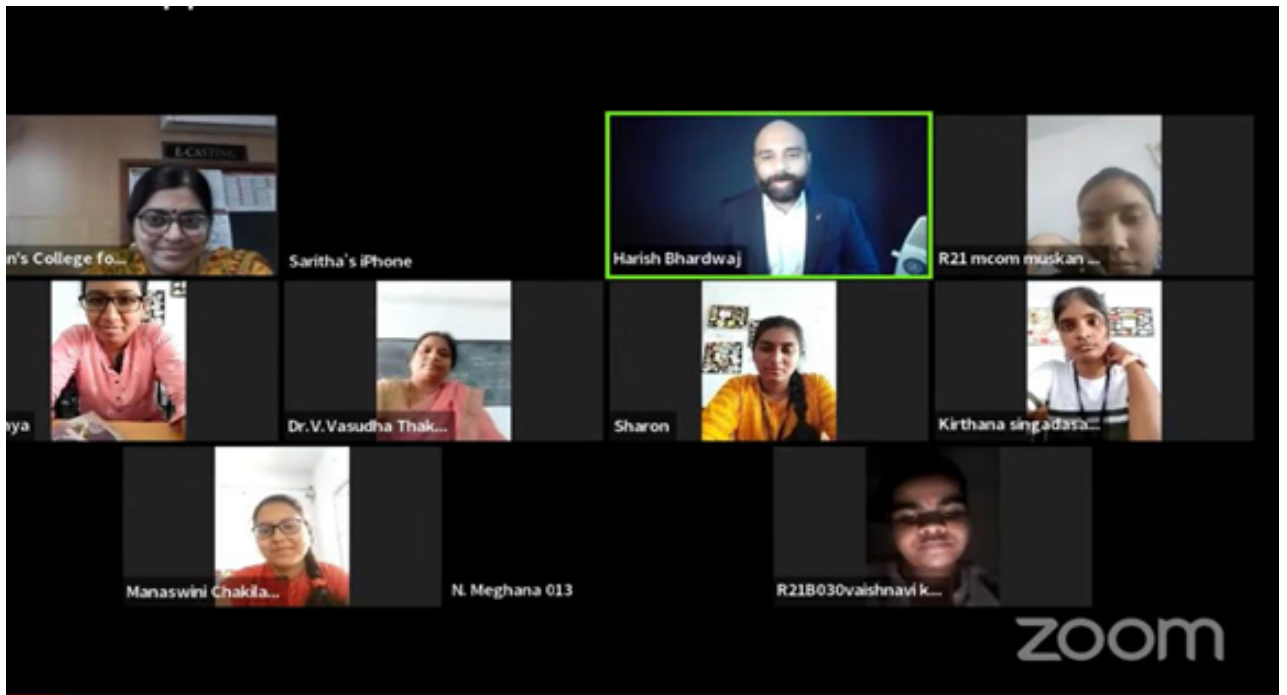 E-CASTING
n's College fo...
Saritha's iPhone
Harish Bhardwaj
R21 mcom muskan ...
nya
Dr.V.Vasudha Thak...
Sharon
Kirthana singadasa...
Manaswini Chakila...
N. Meghana 013
R21B030vaishnavi k...
zoom